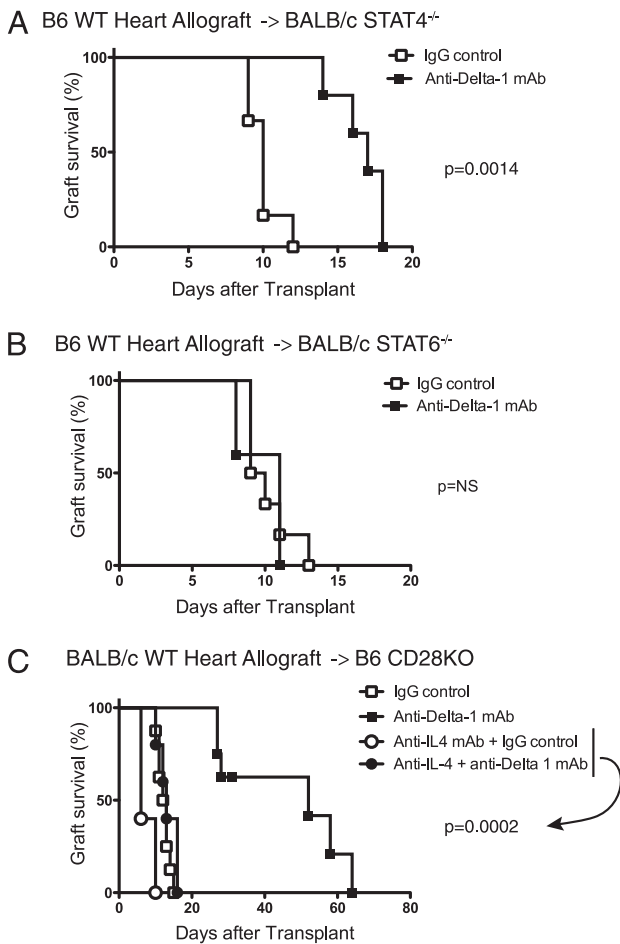 A B6 WT Heart Allograft -> BALB/c STAT4-/-
IgG control
Anti-Delta-1 mAb
p=0.0014
Graft survival (%)
100
50
0
0 5 10 15 20
Days after Transplant
B B6 WT Heart Allograft -> BALB/c STAT6-/-
IgG control
Anti-Delta-1 mAb
p=NS
Graft survival (%)
100
50
0
0 5 10 15 20
Days after Transplant
C BALB/c WT Heart Allograft -> B6 CD28KO
IgG control
Anti-Delta-1 mAb
Anti-IL4 mAb + IgG control
Anti-IL-4 + anti-Delta 1 mAb
p=0.0002
Graft survival (%)
100
50
0
0 20 40 60 80
Days after Transplant